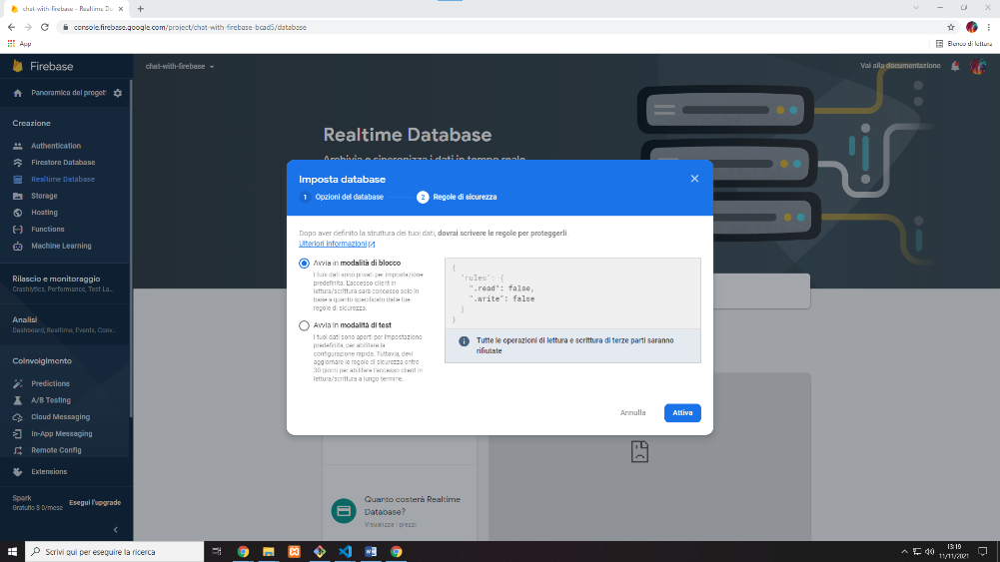 chat-with-firebase – Realtime Da
console.firebase.google.com/project/chat-with-firebase-bcad5/database
App
Elenco di lettura
Firebase
chat-with-firebase
Vai alla documentazione
Panoramica del proget
Creazione
Authentication
Firestore Database
Realtime Database
Storage
Hosting
Functions
Machine Learning
Rilascio e monitoraggio
Crashlytics, Performance, Test La...
Analisi
Dashboard, Realtime, Events, Conv...
Coinvolgimento
Predictions
A/B Testing
Cloud Messaging
In-App Messaging
Remote Config
Extensions
Spark
Gratuito $ 0/mese
Esegui l'upgrade
Realtime Database
Archivia e sincronizza i dati in tempo reale
Imposta database
1 Opzioni del database
2 Regole di sicurezza
Dopo aver definito la struttura dei tuoi dati, dovrai scrivere le regole per proteggerli.
Ulteriori informazioni
Avvia in modalità di blocco
I tuoi dati sono privati per impostazione
predefinita. L'accesso client in
lettura/scrittura sarà concesso solo in
base a quanto specificato dalle tue
regole di sicurezza.
Avvia in modalità di test
I tuoi dati sono aperti per impostazione
predefinita, per abilitare la
configurazione rapida. Tuttavia, devi
aggiornare le regole di sicurezza entro
30 giorni per abilitare l'accesso client in
lettura/scrittura a lungo termine.
{
"rules": {
".read": false,
".write": false
}
}
Tutte le operazioni di lettura e scrittura di terze parti saranno
rifiutate
Annulla
Attiva
Quanto costerà Realtime
Database?
Visualizza i prezzi
Scrivi qui per eseguire la ricerca
13:19
11/11/2021